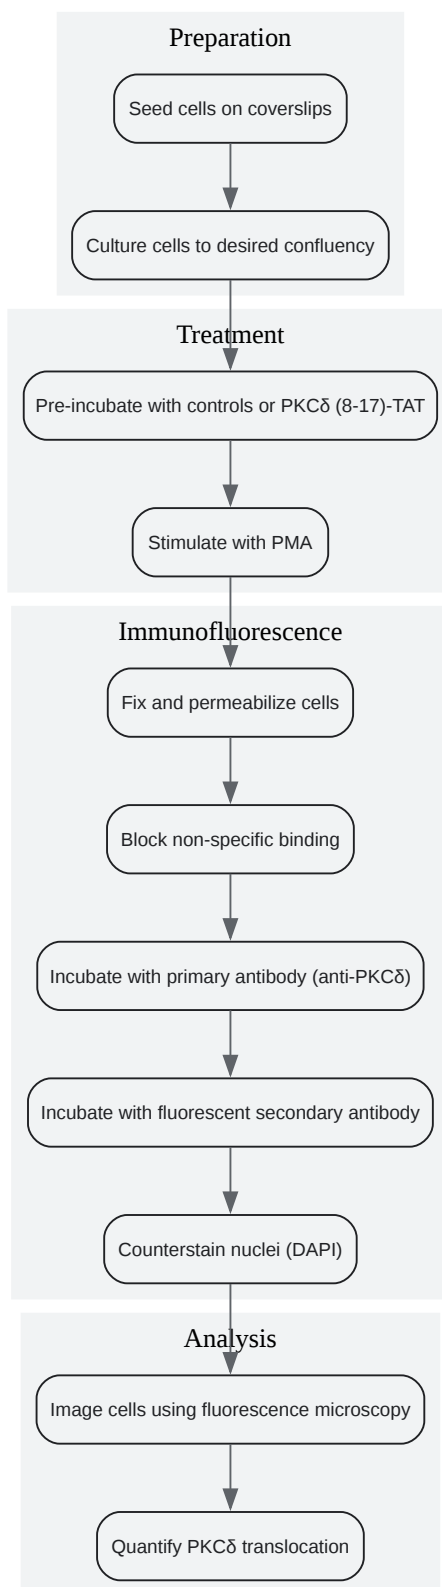 Preparation
Seed cells on coverslips
Culture cells to desired confluency
Treatment
Pre-incubate with controls or PKCδ (8-17)-TAT
Stimulate with PMA
Immunofluorescence
Fix and permeabilize cells
Block non-specific binding
Incubate with primary antibody (anti-PKCδ)
Incubate with fluorescent secondary antibody
Counterstain nuclei (DAPI)
Analysis
Image cells using fluorescence microscopy
Quantify PKCδ translocation